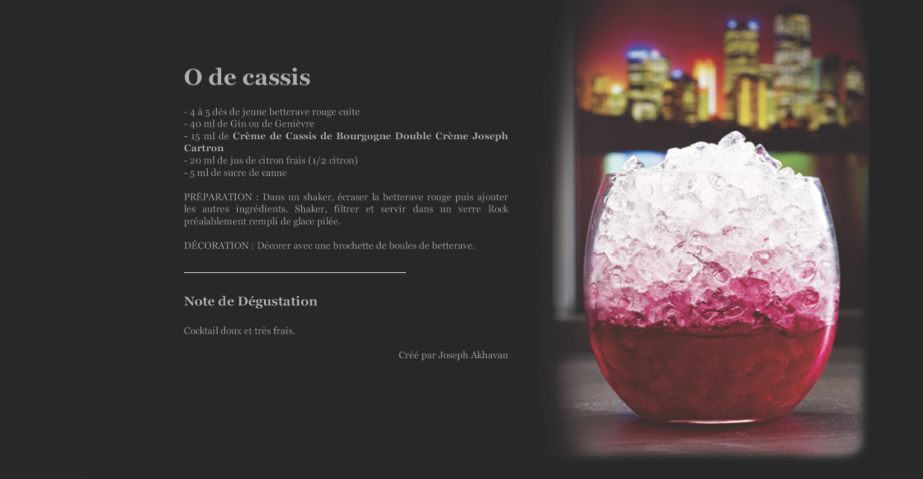 O de cassis
- 4 à 5 dés de jeune betterave rouge cuite
- 40 ml de Gin ou de Genièvre
- 15 ml de Crème de Cassis de Bourgogne Double Crème Joseph
Cartron
- 20 ml de jus de citron frais (1/2 citron)
- 5 ml de sucre de canne
PRÉPARATION : Dans un shaker, écraser la betterave rouge puis ajouter
les autres ingrédients. Shaker, filtrer et servir dans un verre Rock
préalablement rempli de glace pilée.
DÉCORATION : Décorer avec une brochette de boules de betterave.
Note de Dégustation
Cocktail doux et très frais.
Créé par Joseph Akhavan